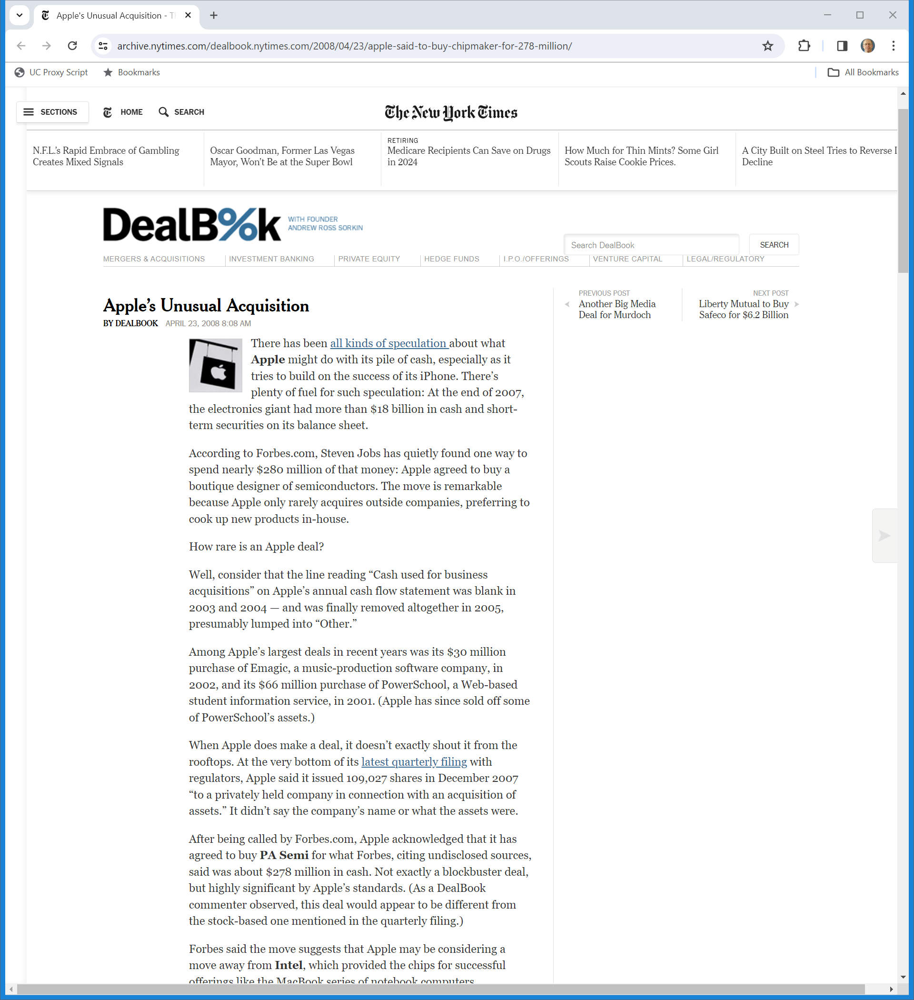 Apple's Unusual Acquisition - T
archive.nytimes.com/dealbook.nytimes.com/2008/04/23/apple-said-to-buy-chipmaker-for-278-million/
UC Proxy Script
Bookmarks
All Bookmarks
SECTIONS
HOME
SEARCH
The New York Times
N.F.L.’s Rapid Embrace of Gambling
Creates Mixed Signals
Oscar Goodman, Former Las Vegas
Mayor, Won’t Be at the Super Bowl
RETIRING
Medicare Recipients Can Save on Drugs
in 2024
How Much for Thin Mints? Some Girl
Scouts Raise Cookie Prices.
A City Built on Steel Tries to Reverse I
Decline
DealB%k
WITH FOUNDER
ANDREW ROSS SORKIN
Search DealBook
SEARCH
MERGERS & ACQUISITIONS
INVESTMENT BANKING
PRIVATE EQUITY
HEDGE FUNDS
I.P.O./OFFERINGS
VENTURE CAPITAL
LEGAL/REGULATORY
Apple’s Unusual Acquisition
BY DEALBOOK APRIL 23, 2008 8:08 AM
PREVIOUS POST
Another Big Media
Deal for Murdoch
NEXT POST
Liberty Mutual to Buy
Safeco for $6.2 Billion
There has been all kinds of speculation about what
Apple might do with its pile of cash, especially as it
tries to build on the success of its iPhone. There’s
plenty of fuel for such speculation: At the end of 2007,
the electronics giant had more than $18 billion in cash and short-
term securities on its balance sheet.
According to Forbes.com, Steven Jobs has quietly found one way to
spend nearly $280 million of that money: Apple agreed to buy a
boutique designer of semiconductors. The move is remarkable
because Apple only rarely acquires outside companies, preferring to
cook up new products in-house.
How rare is an Apple deal?
Well, consider that the line reading “Cash used for business
acquisitions” on Apple’s annual cash flow statement was blank in
2003 and 2004 — and was finally removed altogether in 2005,
presumably lumped into “Other.”
Among Apple’s largest deals in recent years was its $30 million
purchase of Emagic, a music-production software company, in
2002, and its $66 million purchase of PowerSchool, a Web-based
student information service, in 2001. (Apple has since sold off some
of PowerSchool’s assets.)
When Apple does make a deal, it doesn’t exactly shout it from the
rooftops. At the very bottom of its latest quarterly filing with
regulators, Apple said it issued 109,027 shares in December 2007
“to a privately held company in connection with an acquisition of
assets.” It didn’t say the company’s name or what the assets were.
After being called by Forbes.com, Apple acknowledged that it has
agreed to buy PA Semi for what Forbes, citing undisclosed sources,
said was about $278 million in cash. Not exactly a blockbuster deal,
but highly significant by Apple’s standards. (As a DealBook
commenter observed, this deal would appear to be different from
the stock-based one mentioned in the quarterly filing.)
Forbes said the move suggests that Apple may be considering a
move away from Intel, which provided the chips for successful
offerings like the MacBook series of notebook computers.